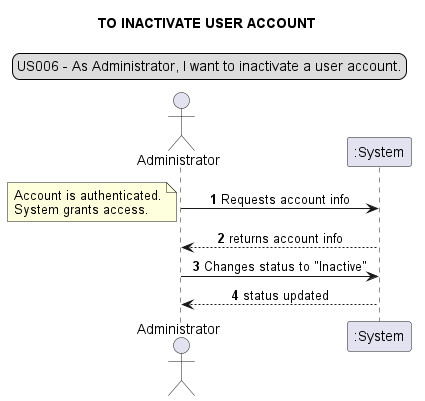 TO INACTIVATE USER ACCOUNT
US006 - As Administrator, I want to inactivate a user account.
Administrator
:System
Account is authenticated.
System grants access.
1 Requests account info
2 returns account info
3 Changes status to "Inactive"
4 status updated
Administrator
:System